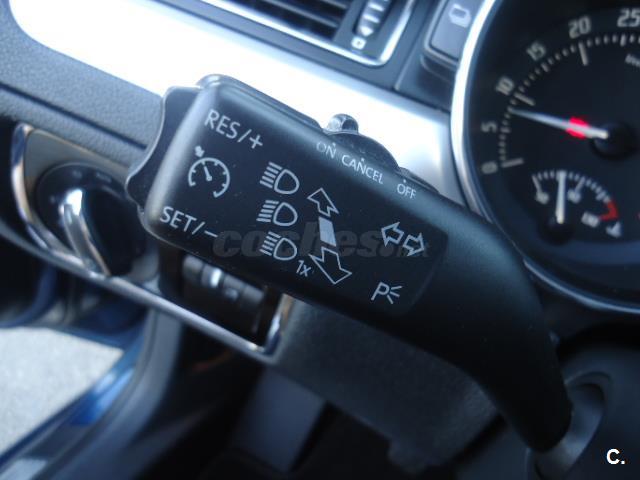 RES/+
ON CANCEL OFF
SET/-
1x
P
0
5
10
15
20
25
coches.net
C.